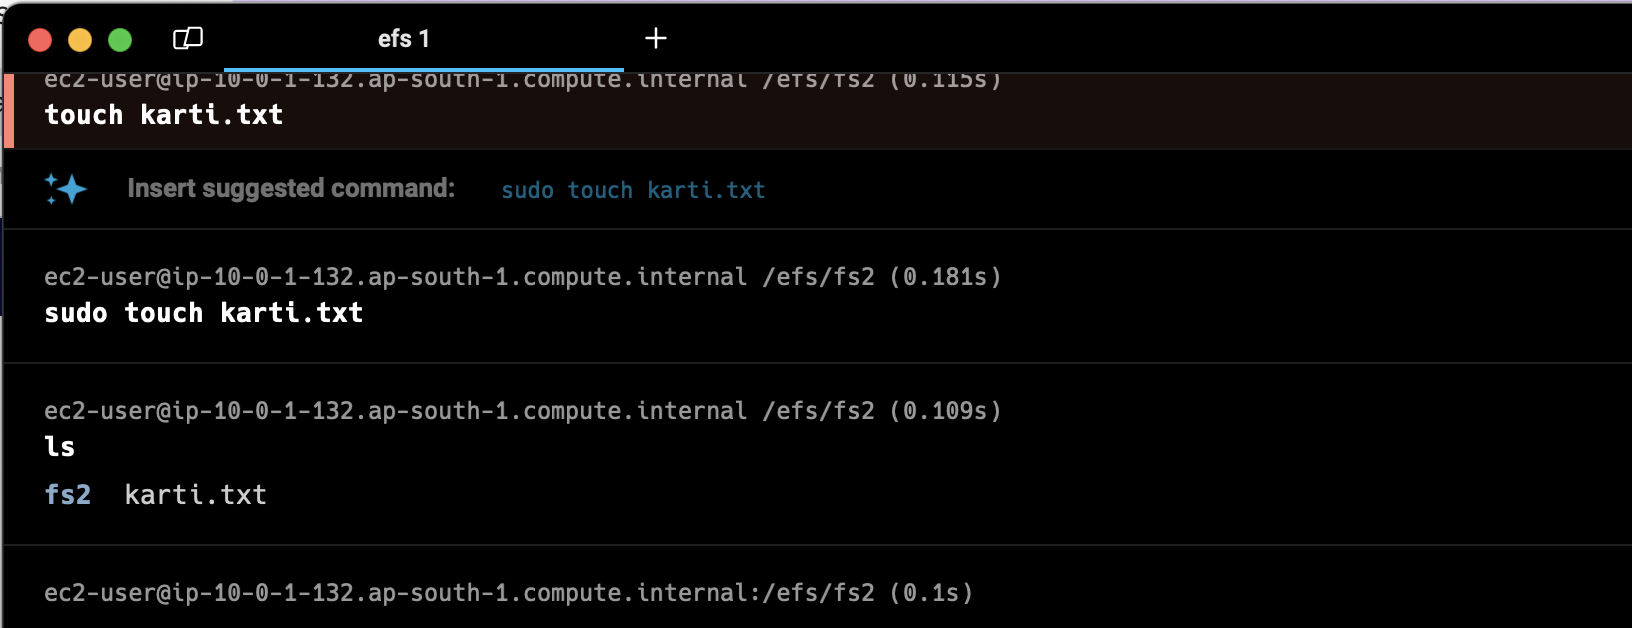 efs 1
ec2-user@ip-10-0-1-132.ap-south-1.compute.internal /efs/fs2 (0.115s)
touch karti.txt
Insert suggested command: sudo touch karti.txt
ec2-user@ip-10-0-1-132.ap-south-1.compute.internal /efs/fs2 (0.181s)
sudo touch karti.txt
ec2-user@ip-10-0-1-132.ap-south-1.compute.internal /efs/fs2 (0.109s)
ls
fs2 karti.txt
ec2-user@ip-10-0-1-132.ap-south-1.compute.internal:/efs/fs2 (0.1s)